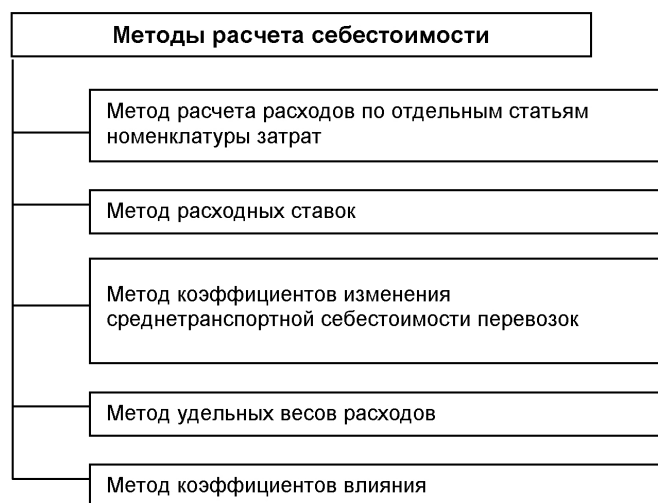 Методы расчета себестоимости
Метод расчета расходов по отдельным статьям
номенклатуры затрат
Метод расходных ставок
Метод коэффициентов изменения
среднетранспортной себестоимости перевозок
Метод удельных весов расходов
Метод коэффициентов влияния